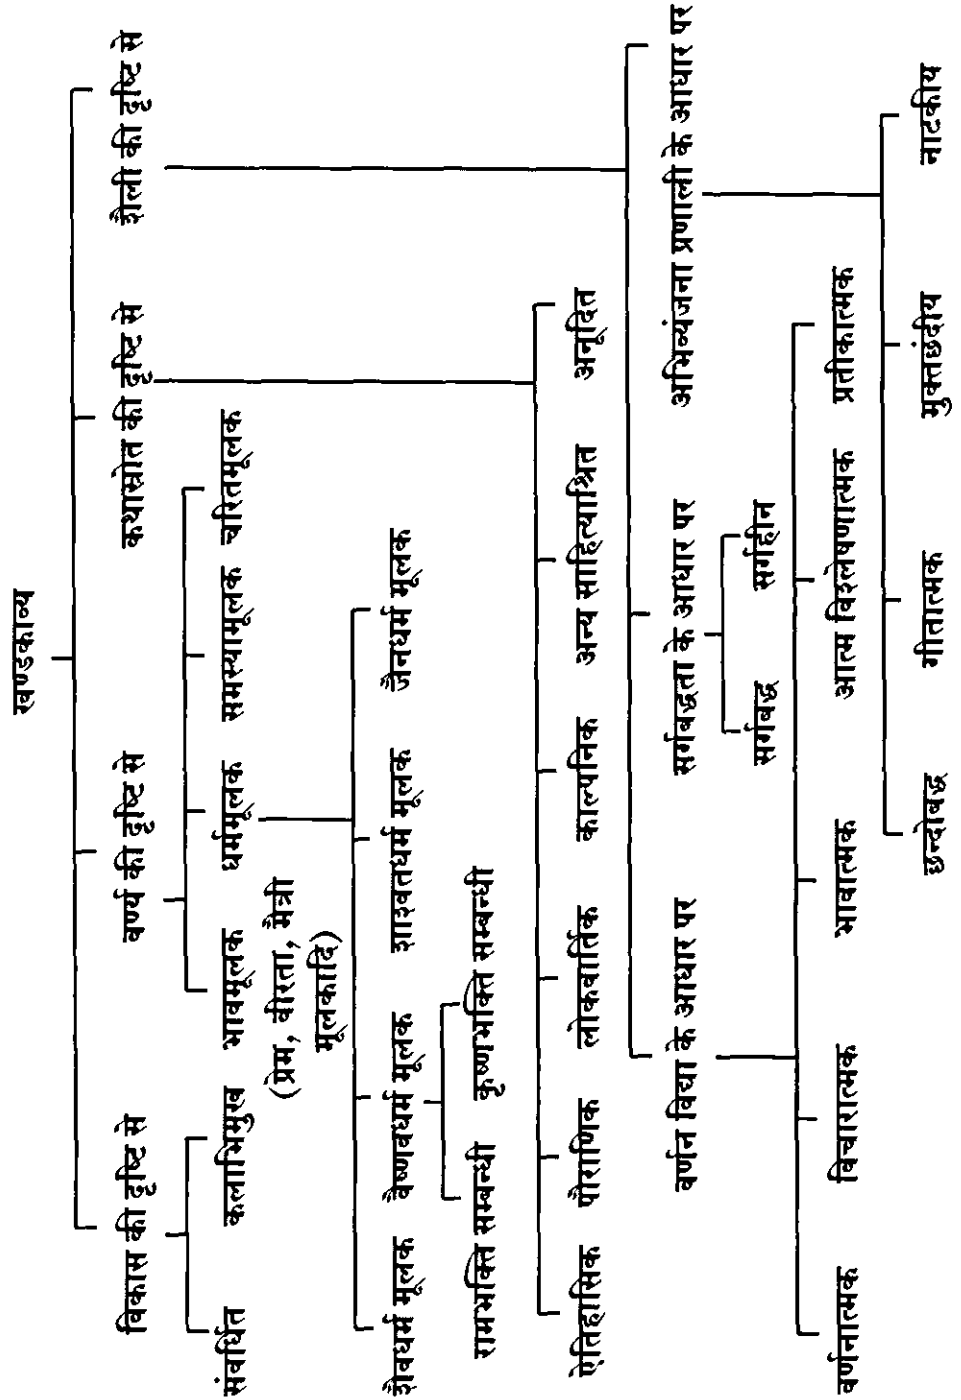 खण्डकाव्य
विकास की दृष्टि से वर्ण्य की दृष्टि से कथास्रोत की दृष्टि से शैली की दृष्टि से
संवर्धित कलाभिमुख भावमूलक धर्ममूलक समस्यामूलक चरितमूलक
(प्रेम, वीरता, मैत्री
मूलकादि)
शैवधर्म मूलक वैष्णवधर्म मूलक शाश्वतधर्म मूलक जैनधर्म मूलक
रामभक्ति सम्बन्धी कृष्णभक्ति सम्बन्धी
ऐतिहासिक पौराणिक लोकवार्तिक काल्पनिक अन्य साहित्याश्रित अनूदित
वर्णन विद्या के आधार पर सर्गबद्धता के आधार पर अभिव्यंजना प्रणाली के आधार पर
सर्गबद्ध सर्गहीन
वर्णनात्मक विचारात्मक भावात्मक आत्म विश्लेषणात्मक प्रतीकात्मक
छन्दोबद्ध गीतात्मक मुक्तछंदीय नाटकीय